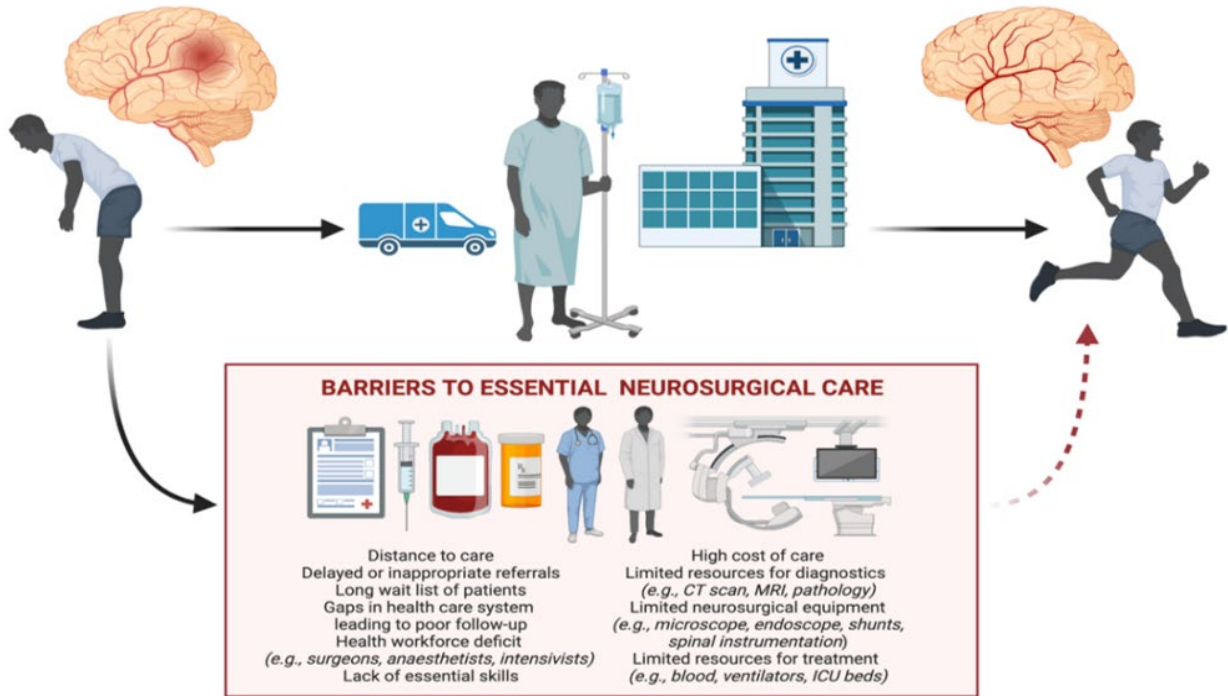 BARRIERS TO ESSENTIAL NEUROSURGICAL CARE
Distance to care
Delayed or inappropriate referrals
Long wait list of patients
Gaps in health care system
leading to poor follow-up
Health workforce deficit
(e.g., surgeons, anaesthetists, intensivists)
Lack of essential skills
High cost of care
Limited resources for diagnostics
(e.g., CT scan, MRI, pathology)
Limited neurosurgical equipment
(e.g., microscope, endoscope, shunts,
spinal instrumentation)
Limited resources for treatment
(e.g., blood, ventilators, ICU beds)